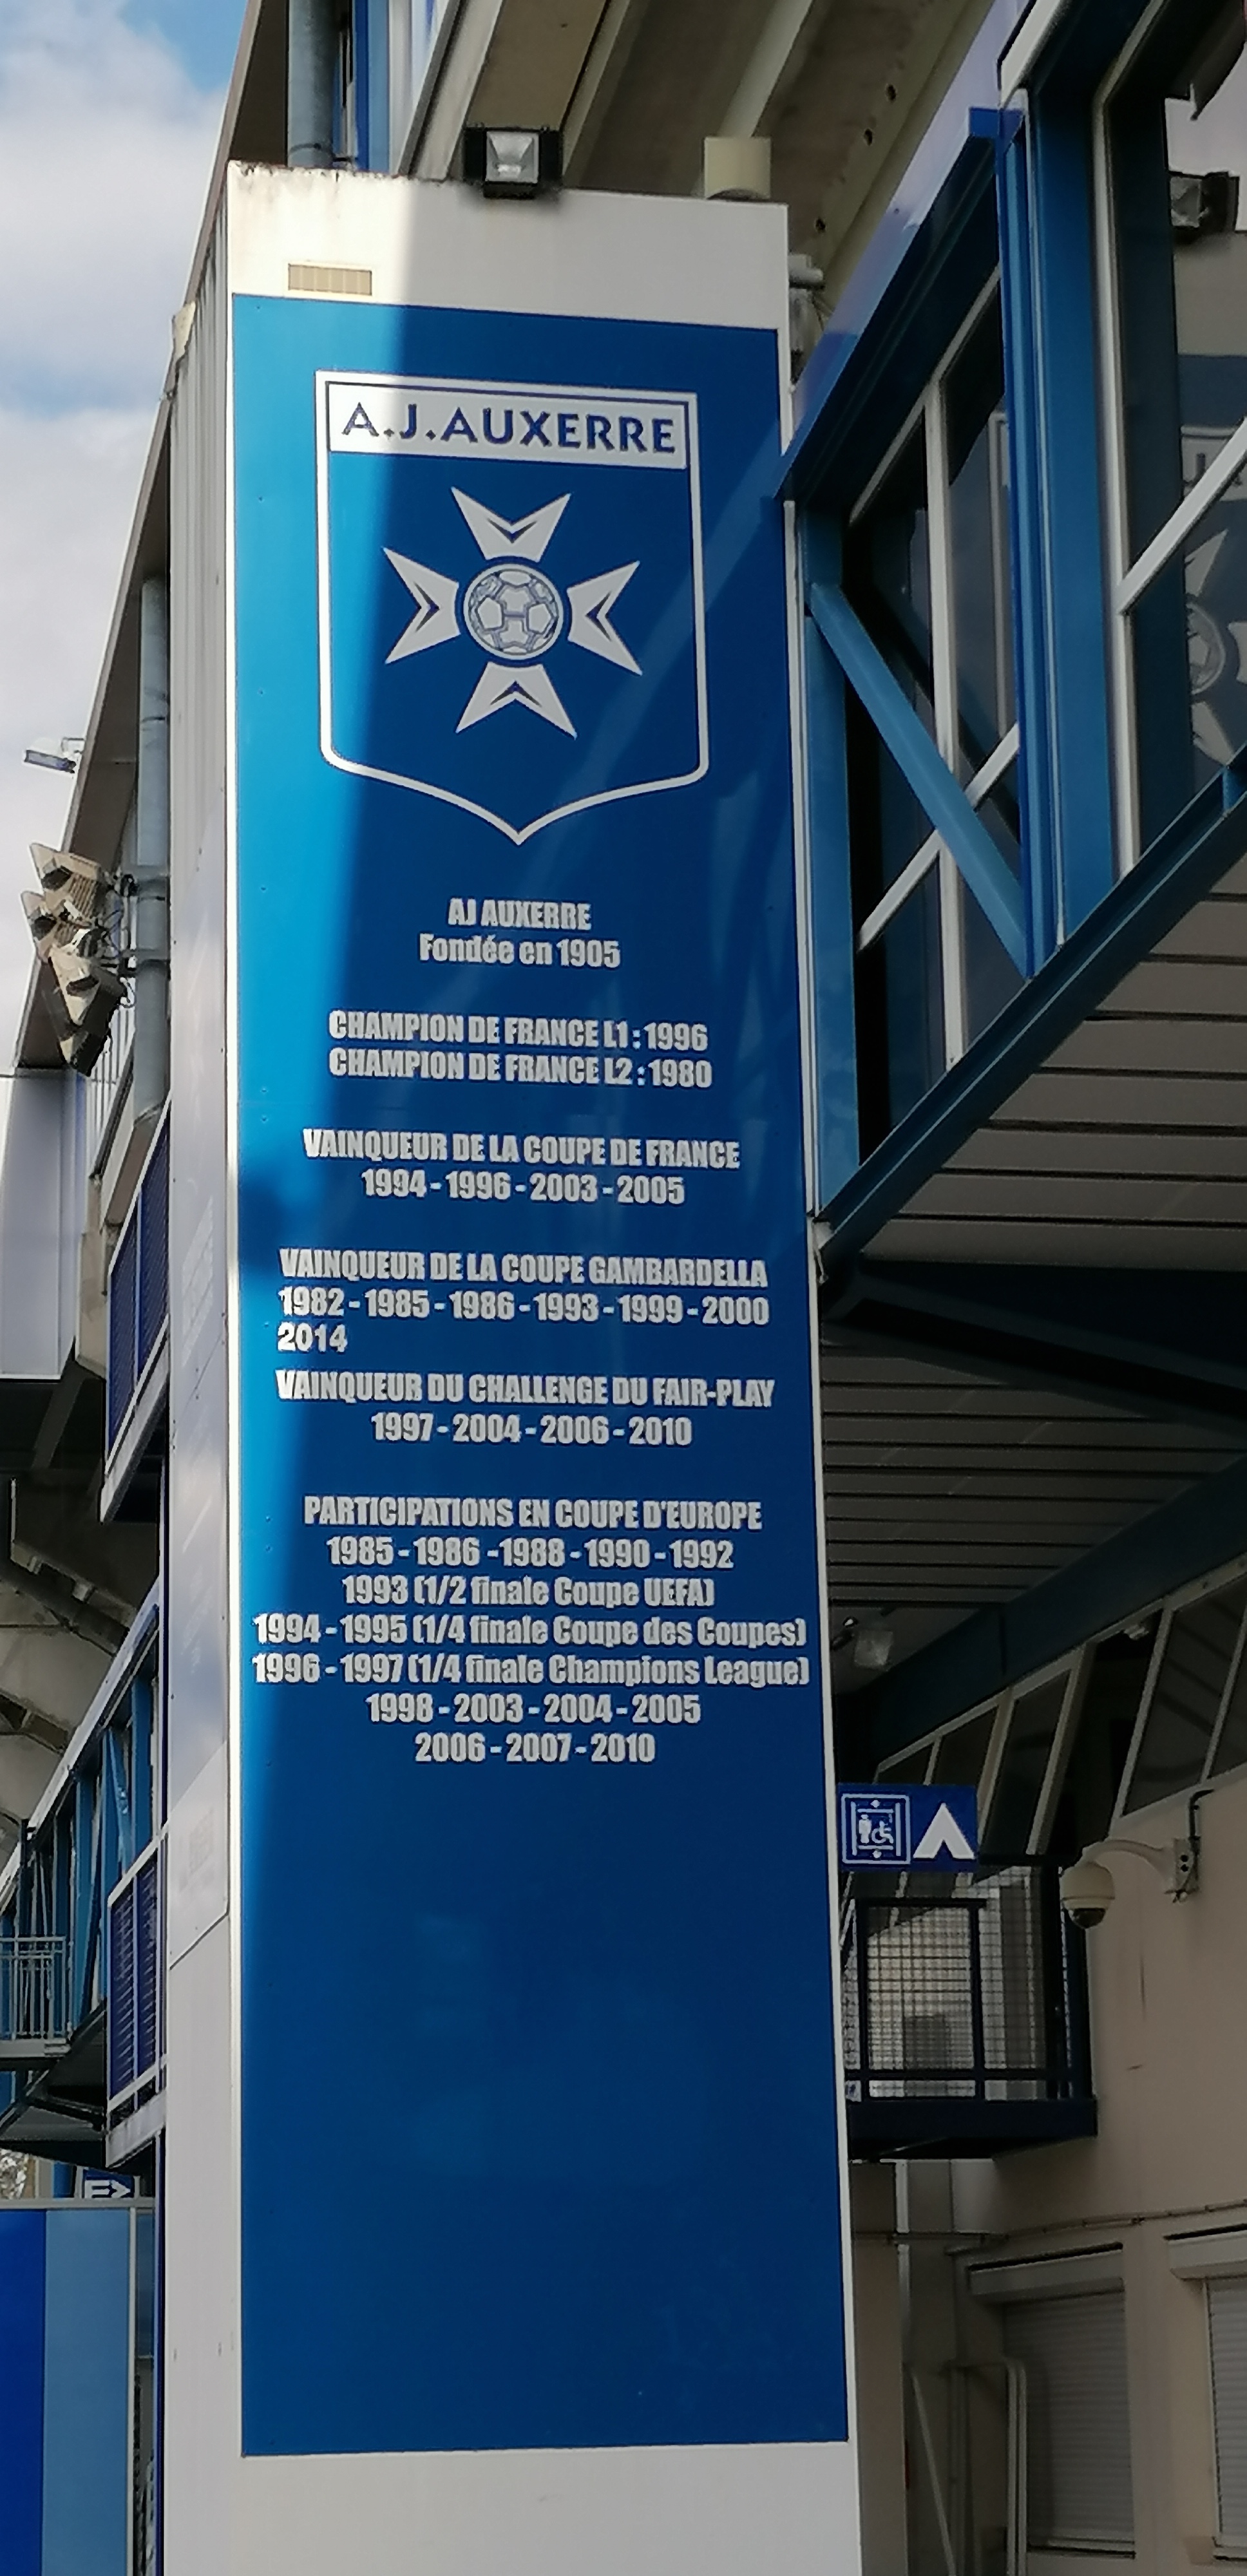 A.J.AUXERRE
AJ AUXERRE
Fondée en 1905
CHAMPION DE FRANCE L1 : 1996
CHAMPION DE FRANCE L2 : 1980
VAINQUEUR DE LA COUPE DE FRANCE
1994 - 1996 - 2003 - 2005
VAINQUEUR DE LA COUPE GAMBARDELLA
1982 - 1985 - 1986 - 1993 - 1999 - 2000
2014
VAINQUEUR DU CHALLENGE DU FAIR-PLAY
1997 - 2004 - 2006 - 2010
PARTICIPATIONS EN COUPE D'EUROPE
1985 - 1986 -1988 - 1990 - 1992
1993 (1/2 finale Coupe UEFA)
1994 - 1995 (1/4 finale Coupe des Coupes)
1996 - 1997 (1/4 finale Champions League)
1998 - 2003 - 2004 - 2005
2006 - 2007 - 2010